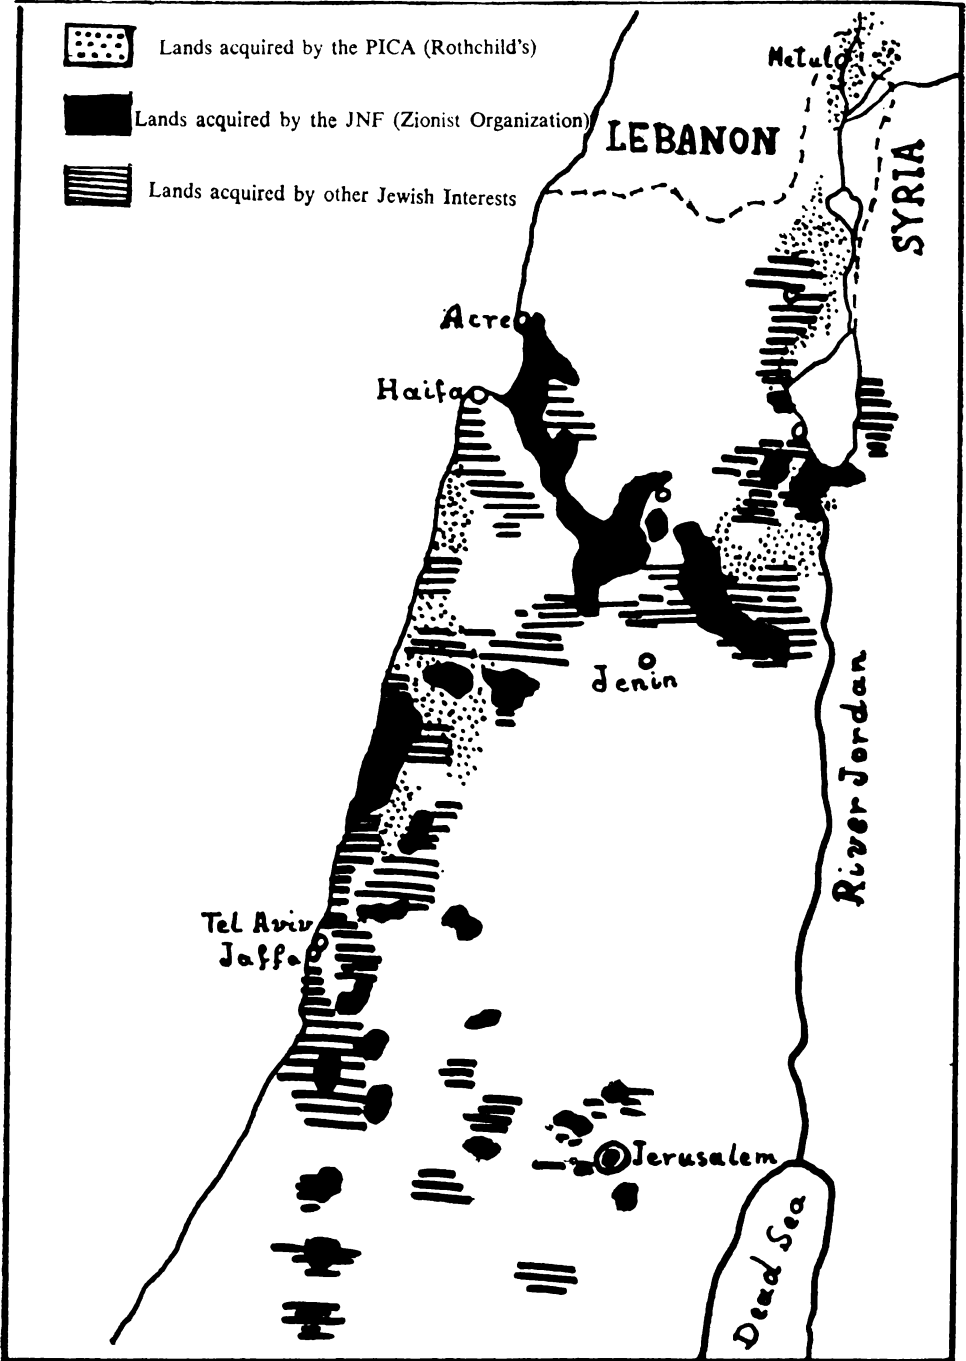 Lands acquired by the PICA (Rothchild's)
Lands acquired by the JNF (Zionist Organization)
Lands acquired by other Jewish Interests
Metula
LEBANON
SYRIA
Acre
Haifa
Jenin
River Jordan
Tel Aviv
Jaffa
Jerusalem
Dead Sea